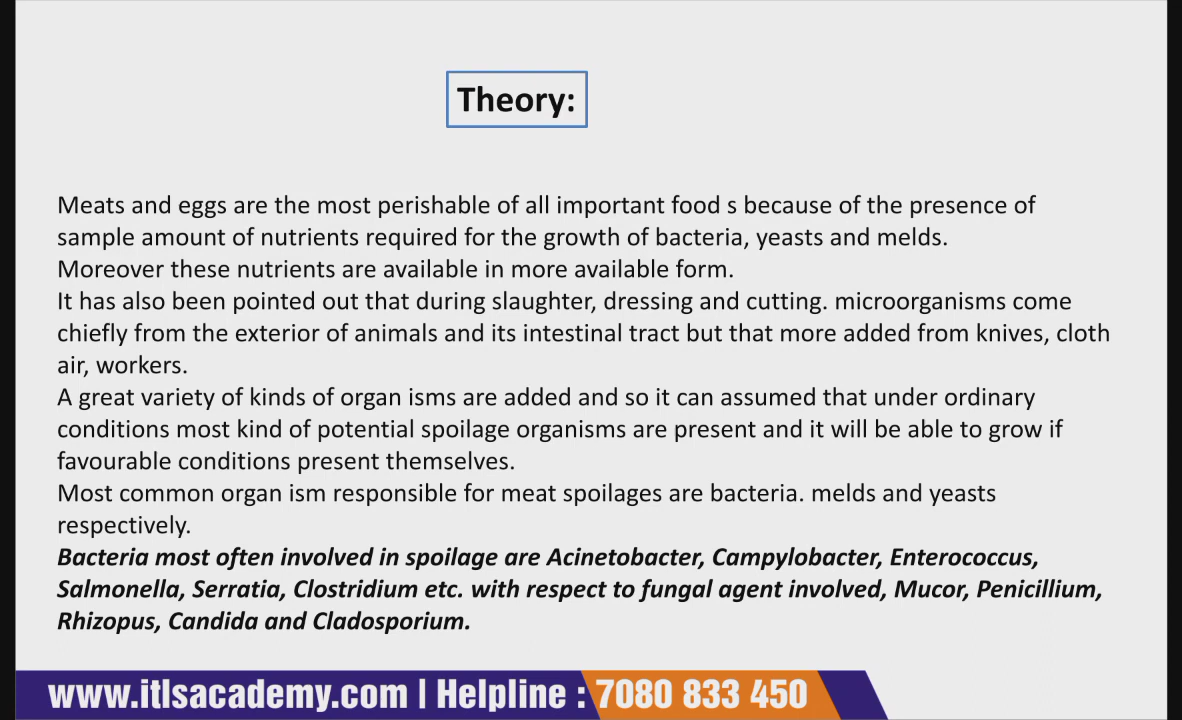 Theory:
Meats and eggs are the most perishable of all important food s because of the presence of
sample amount of nutrients required for the growth of bacteria, yeasts and melds.
Moreover these nutrients are available in more available form.
It has also been pointed out that during slaughter, dressing and cutting. microorganisms come
chiefly from the exterior of animals and its intestinal tract but that more added from knives, cloth
air, workers.
A great variety of kinds of organ isms are added and so it can assumed that under ordinary
conditions most kind of potential spoilage organisms are present and it will be able to grow if
favourable conditions present themselves.
Most common organ ism responsible for meat spoilages are bacteria. melds and yeasts
respectively.
Bacteria most often involved in spoilage are Acinetobacter, Campylobacter, Enterococcus,
Salmonella, Serratia, Clostridium etc. with respect to fungal agent involved, Mucor, Penicillium,
Rhizopus, Candida and Cladosporium.
www.itlsacademy.com | Helpline : 7080 833 450